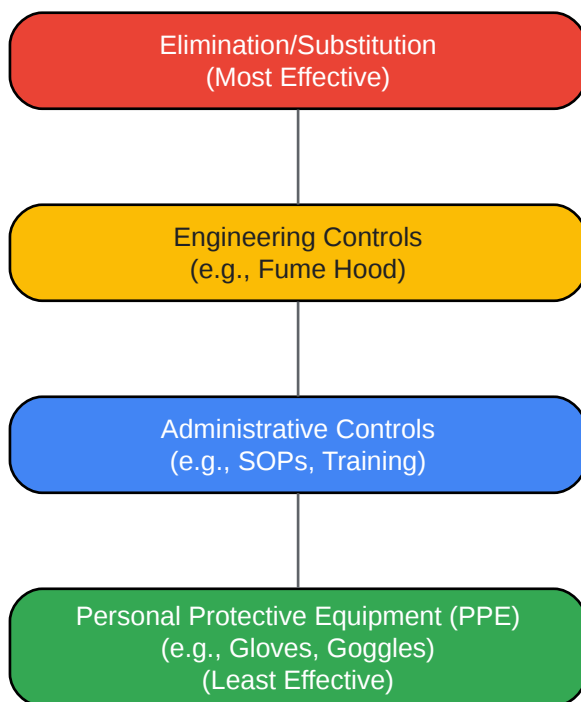 Elimination/Substitution
(Most Effective)
Engineering Controls
(e.g., Fume Hood)
Administrative Controls
(e.g., SOPs, Training)
Personal Protective Equipment (PPE)
(e.g., Gloves, Goggles)
(Least Effective)